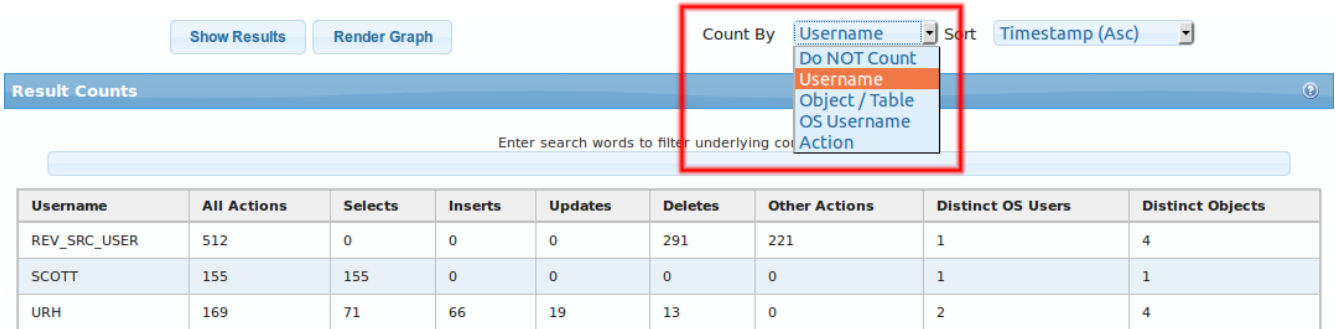 Show Results Render Graph Count By Username Sort Timestamp (Asc)
Do NOT Count
Username
Object / Table
OS Username
Action
Result Counts
Enter search words to filter underlying
Username All Actions Selects Inserts Updates Deletes Other Actions Distinct OS Users Distinct Objects
REV_SRC_USER 512 0 0 0 291 221 1 4
SCOTT 155 155 0 0 0 0 1 1
URH 169 71 66 19 13 0 2 4